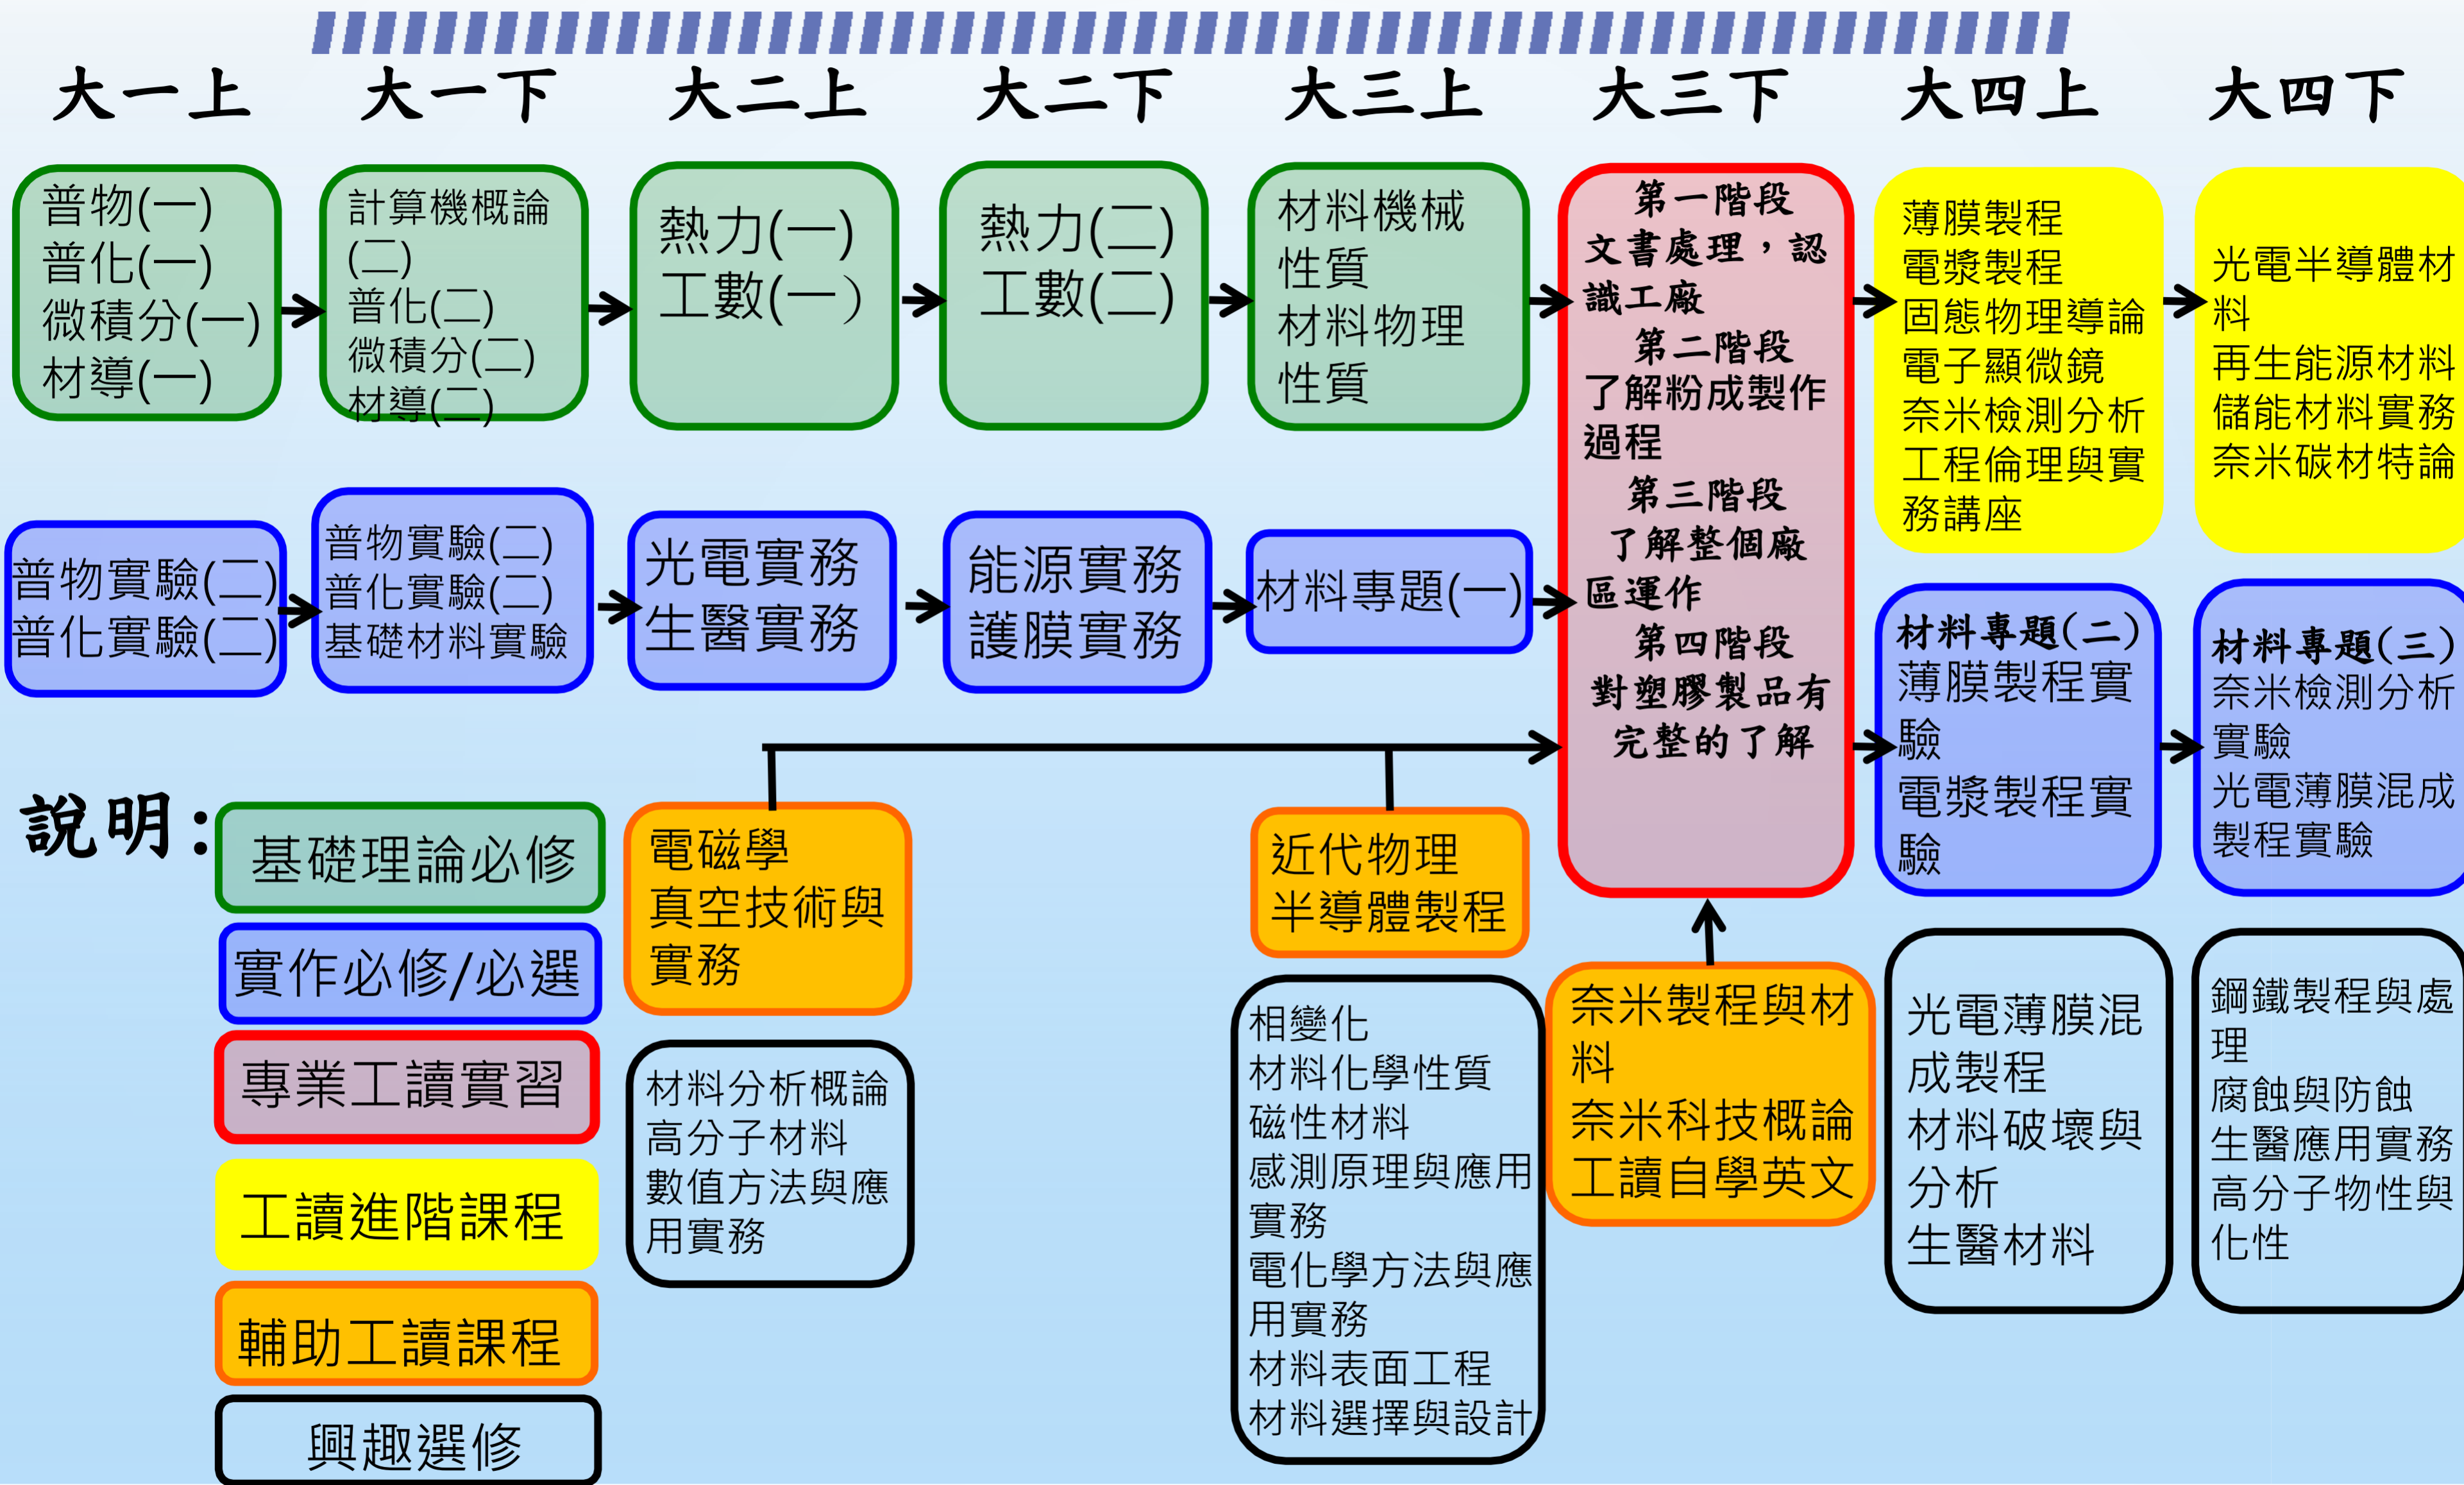 大一上
大一下
大二上
大二下
大三上
大三下
大四上
大四下
普物(一)
普化(一)
微積分(一)
材導(一)
計算機概論
(二)
普化(二)
微積分(二)
材導(二)
熱力(一)
工數(一)
熱力(二)
工數(二)
材料機械
性質
材料物理
性質
第一階段
文書處理，認
識工廠
第二階段
了解粉成製作
過程
第三階段
了解整個廠
區運作
第四階段
對塑膠製品有
完整的了解
薄膜製程
電漿製程
固態物理導論
電子顯微鏡
奈米檢測分析
工程倫理與實
務講座
光電半導體材
料
再生能源材料
儲能材料實務
奈米碳材特論
普物實驗(二)
普化實驗(二)
普物實驗(二)
普化實驗(二)
基礎材料實驗
光電實務
生醫實務
能源實務
護膜實務
材料專題(一)
材料專題(二)
薄膜製程實
驗
電漿製程實
驗
材料專題(三)
奈米檢測分析
實驗
光電薄膜混成
製程實驗
說明:
基礎理論必修
實作必修/必選
專業工讀實習
工讀進階課程
輔助工讀課程
興趣選修
電磁學
真空技術與
實務
材料分析概論
高分子材料
數值方法與應
用實務
近代物理
半導體製程
相變化
材料化學性質
磁性材料
感測原理與應用
實務
電化學方法與應
用實務
材料表面工程
材料選擇與設計
奈米製程與材
料
奈米科技概論
工讀自學英文
光電薄膜混
成製程
材料破壞與
分析
生醫材料
鋼鐵製程與處
理
腐蝕與防蝕
生醫應用實務
高分子物性與
化性